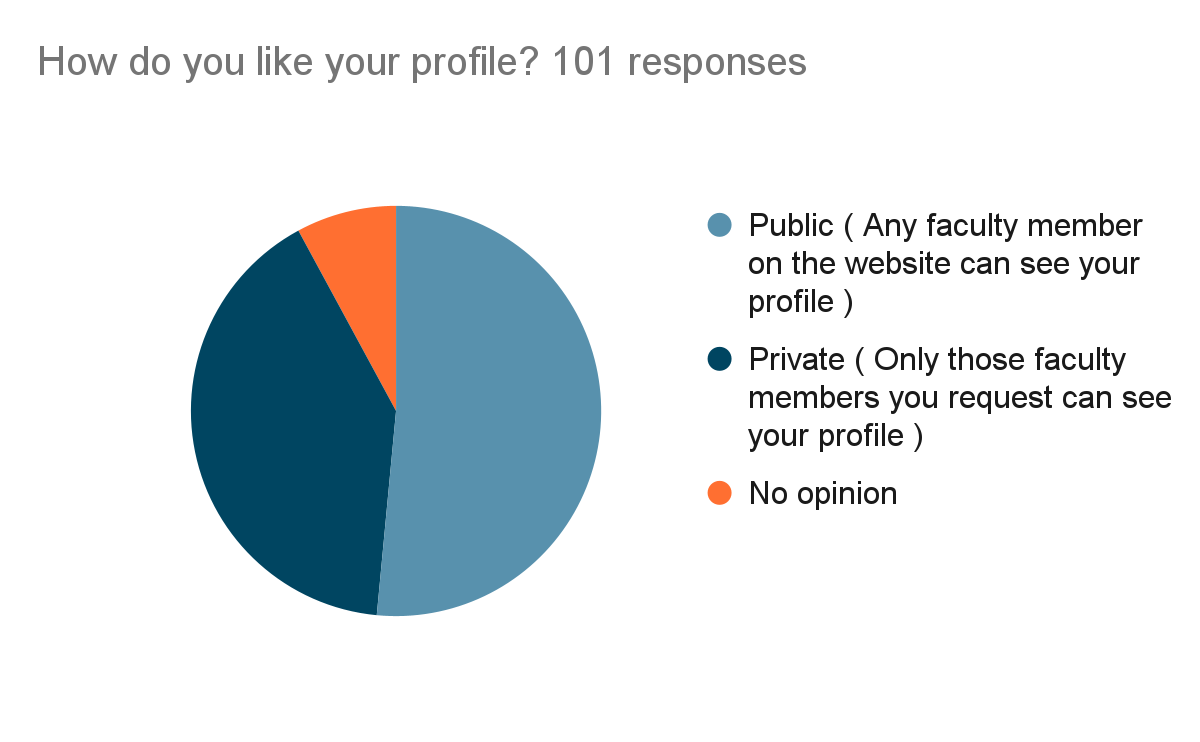 How do you like your profile? 101 responses
Public ( Any faculty member
on the website can see your
profile )
Private ( Only those faculty
members you request can see
your profile )
No opinion